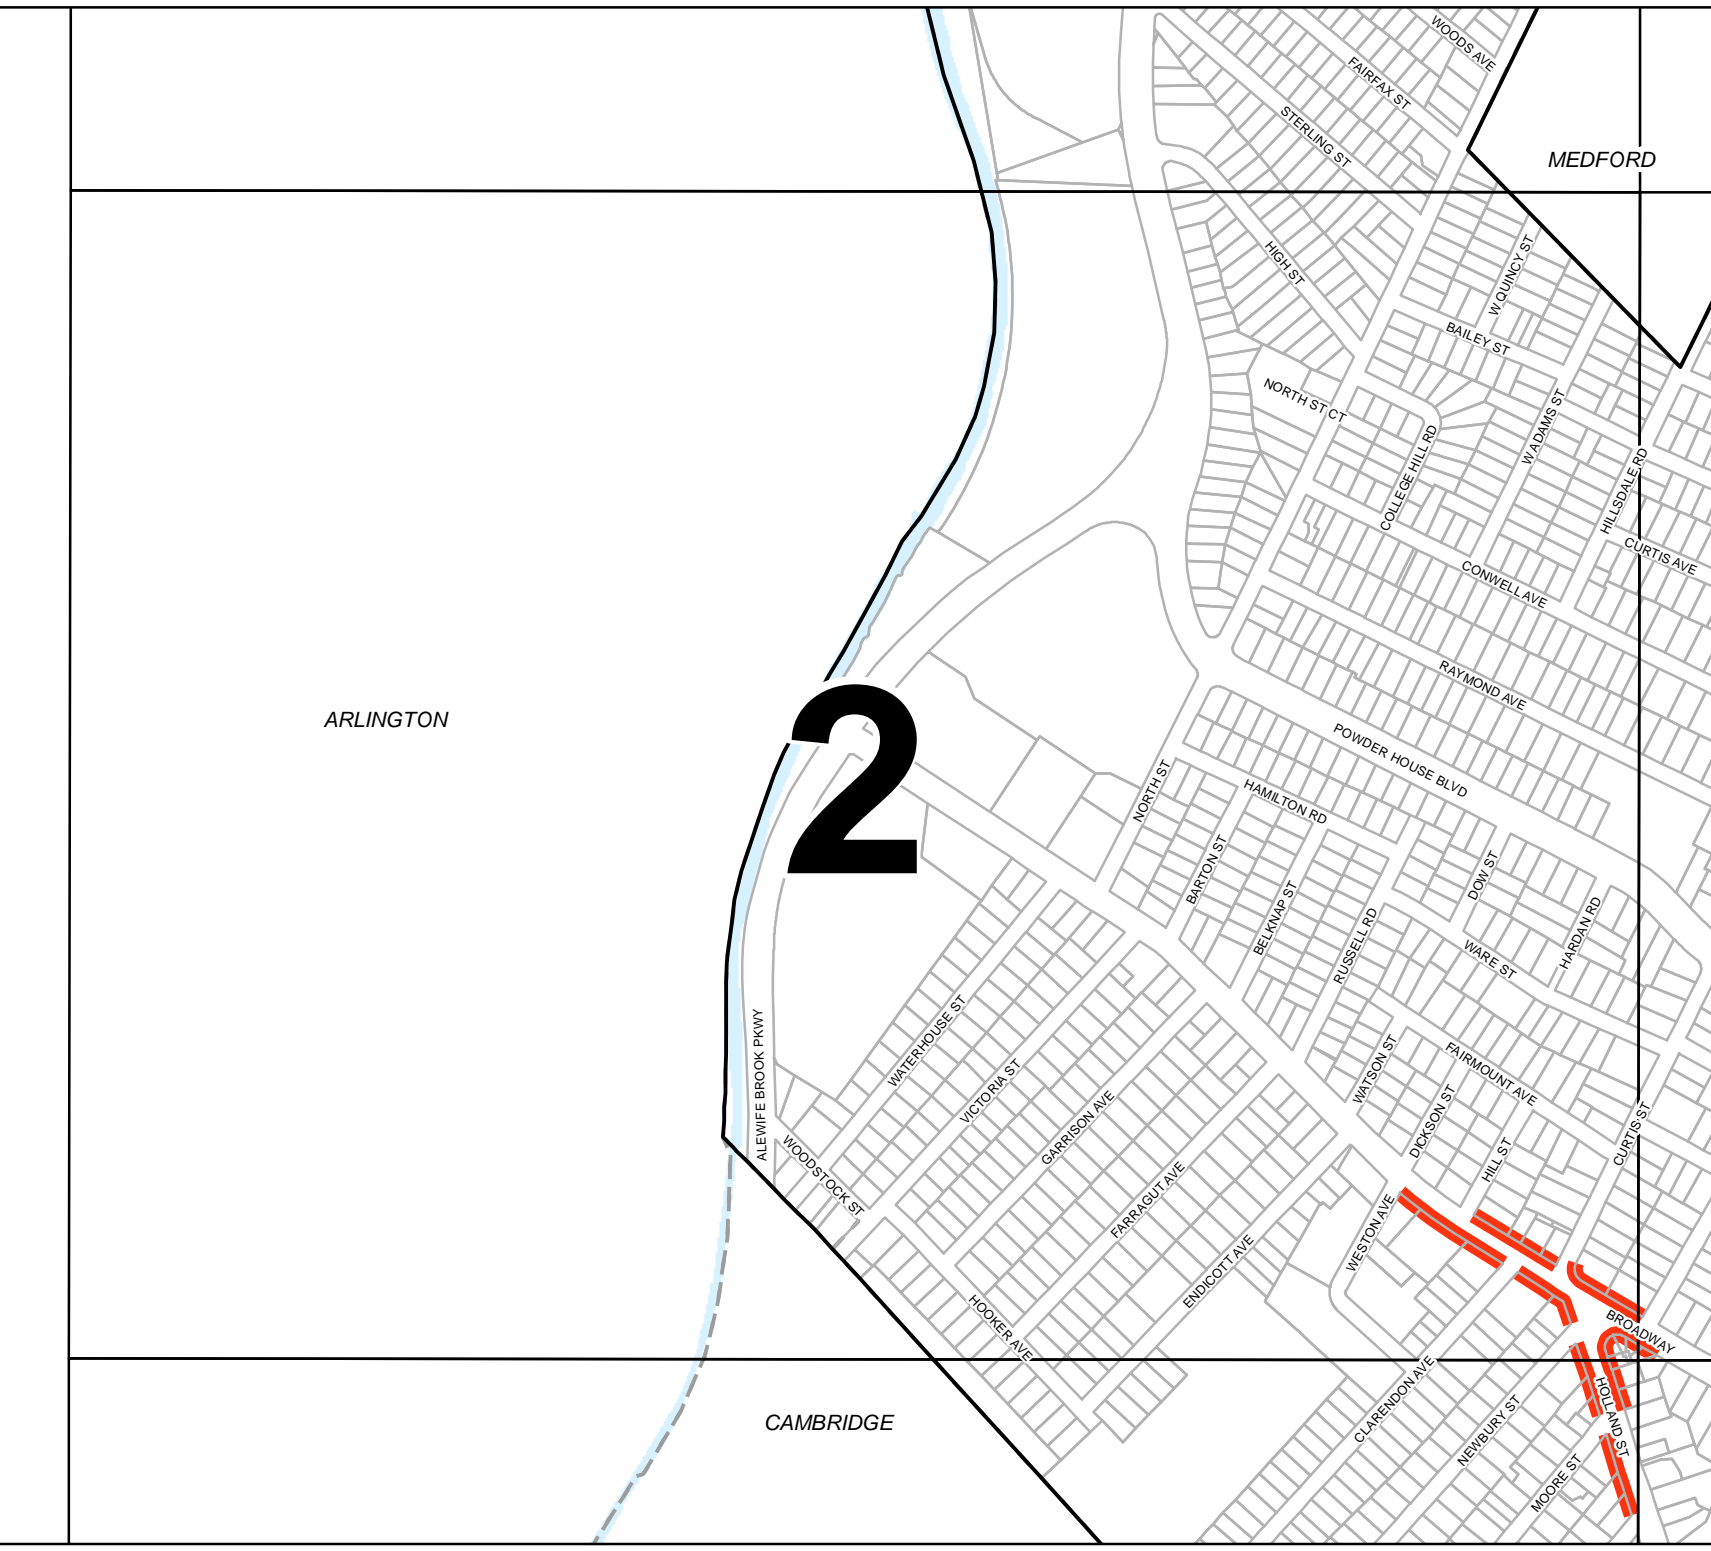 WOODS AVE
FAIRFAX ST
STERLING ST
MEDFORD
HIGH ST
W QUINCY ST
BAILEY ST
NORTH ST CT
W ADAMS ST
COLLEGE HILL RD
HILLSDALE RD
CURTIS AVE
CONWELL AVE
RAYMOND AVE
ARLINGTON
2
POWDER HOUSE BLVD
NORTH ST
HAMILTON RD
BARTON ST
DOW ST
BELKNAP ST
RUSSELL RD
HARDAN RD
WARE ST
WATERHOUSE ST
ALEWIFE BROOK PKWY
VICTORIA ST
WATSON ST
FAIRMOUNT AVE
GARRISON AVE
DICKSON ST
CURTIS ST
HILL ST
WOODSTOCK ST
FARRAGUT AVE
WESTON AVE
ENDICOTT AVE
HOOKER AVE
BROADWAY
CLARENDON AVE
HOLLAND ST
CAMBRIDGE
NEWBURY ST
MOORE ST